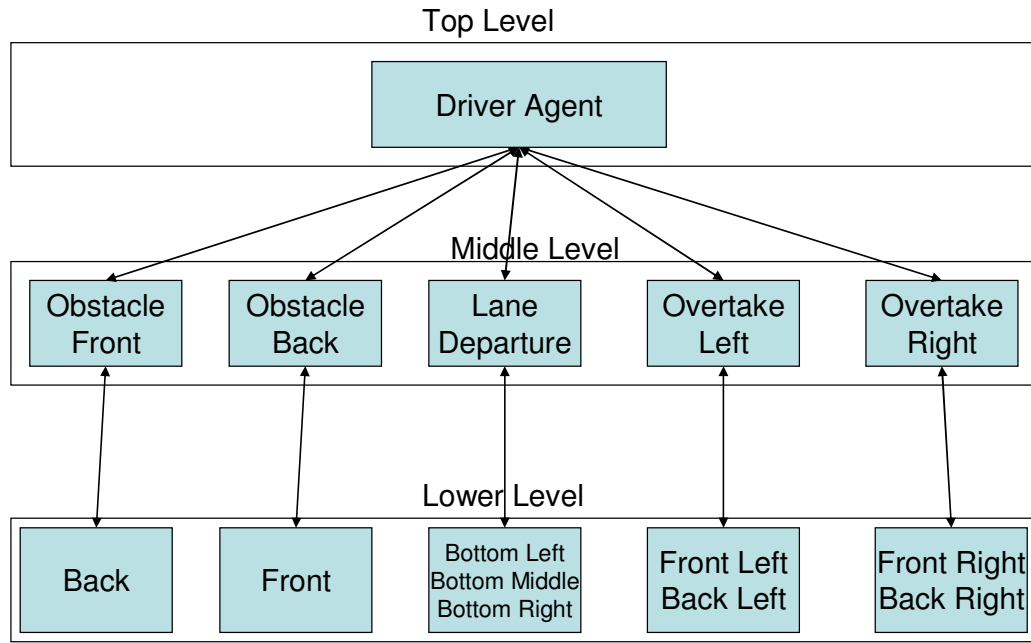 Top Level
Driver Agent
Middle Level
Obstacle
Front
Obstacle
Back
Lane
Departure
Overtake
Left
Overtake
Right
Lower Level
Back
Front
Bottom Left
Bottom Middle
Bottom Right
Front Left
Back Left
Front Right
Back Right